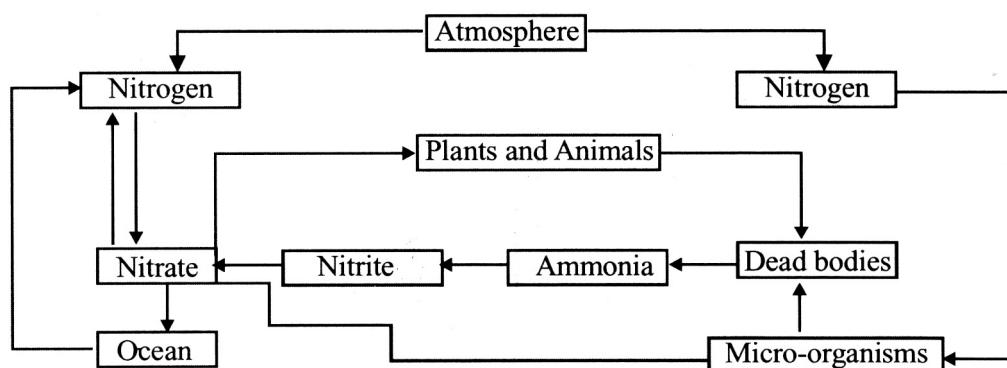 Atmosphere
Nitrogen
Nitrogen
Plants and Animals
Nitrate
Nitrite
Ammonia
Dead bodies
Ocean
Micro-organisms